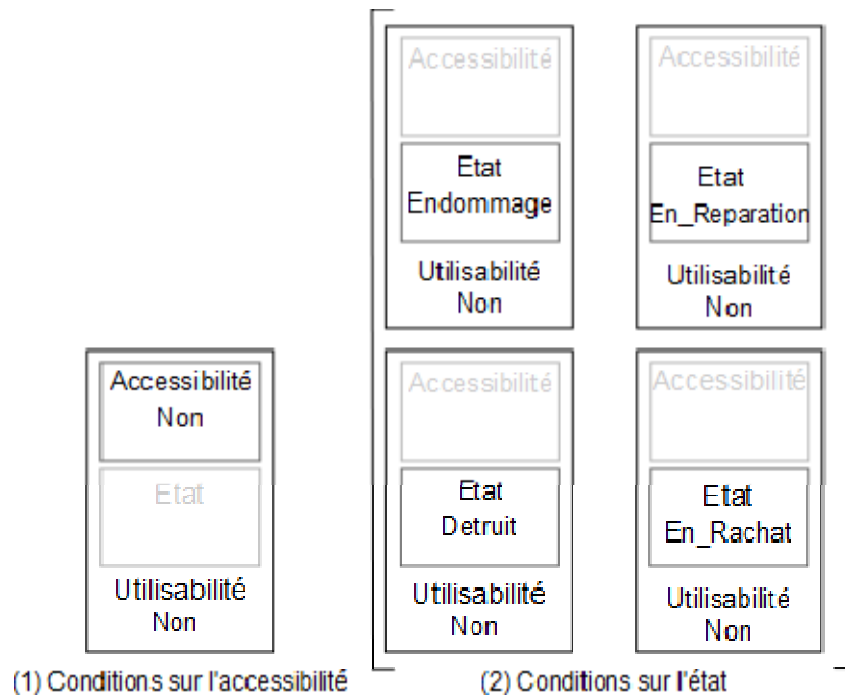 Accessibilité
Etat
Endommage
Utilisabilité
Non
Accessibilité
Etat
En_Reparation
Utilisabilité
Non
Accessibilité
Non
Etat
Utilisabilité
Non
Accessibilité
Etat
Detruit
Utilisabilité
Non
Accessibilité
Etat
En_Rachat
Utilisabilité
Non
(1) Conditions sur l'accessibilité
(2) Conditions sur l'état